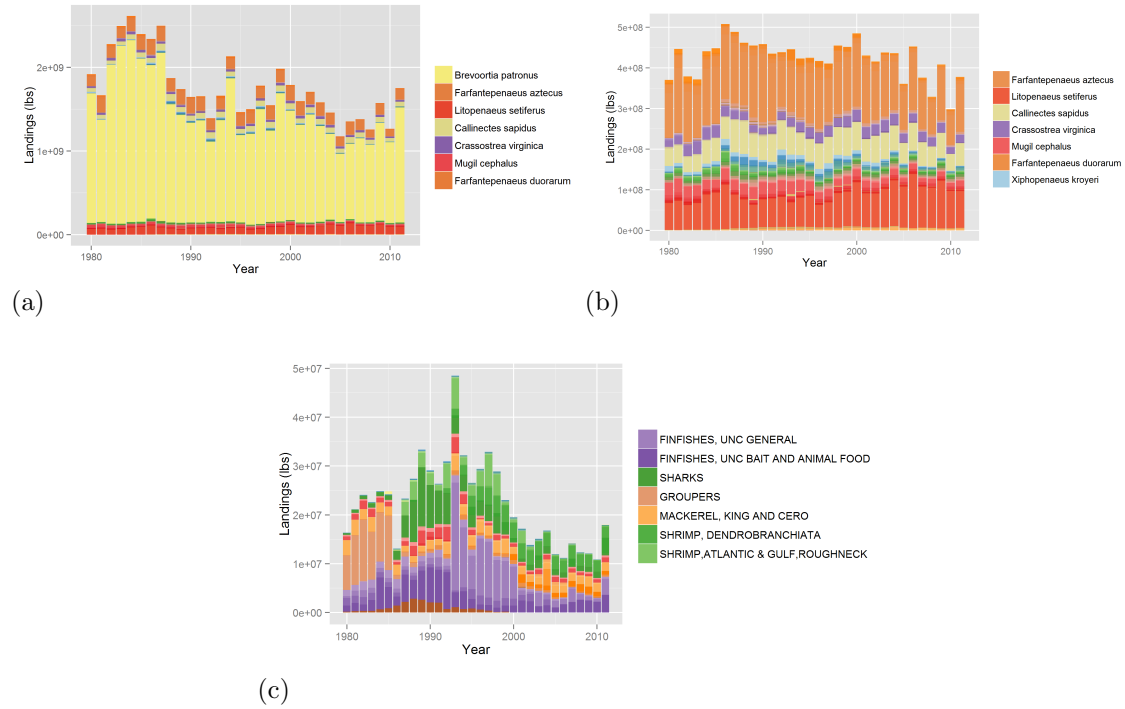 2e+09
1e+09
0e+00
Landings (lbs)
1980
1990
2000
2010
Year
Brevoortia patronus
Farfantepenaeus aztecus
Litopenaeus setiferus
Callinectes sapidus
Crassostrea virginica
Mugil cephalus
Farfantepenaeus duorarum
(a)
5e+08
4e+08
3e+08
2e+08
1e+08
0e+00
Landings (lbs)
1980
1990
2000
2010
Year
Farfantepenaeus aztecus
Litopenaeus setiferus
Callinectes sapidus
Crassostrea virginica
Mugil cephalus
Farfantepenaeus duorarum
Xiphopenaeus kroyeri
(b)
5e+07
4e+07
3e+07
2e+07
1e+07
0e+00
Landings (lbs)
1980
1990
2000
2010
Year
FINFISHES, UNC GENERAL
FINFISHES, UNC BAIT AND ANIMAL FOOD
SHARKS
GROUPERS
MACKEREL, KING AND CERO
SHRIMP, DENDROBRANCHIATA
SHRIMP,ATLANTIC & GULF,ROUGHNECK
(c)